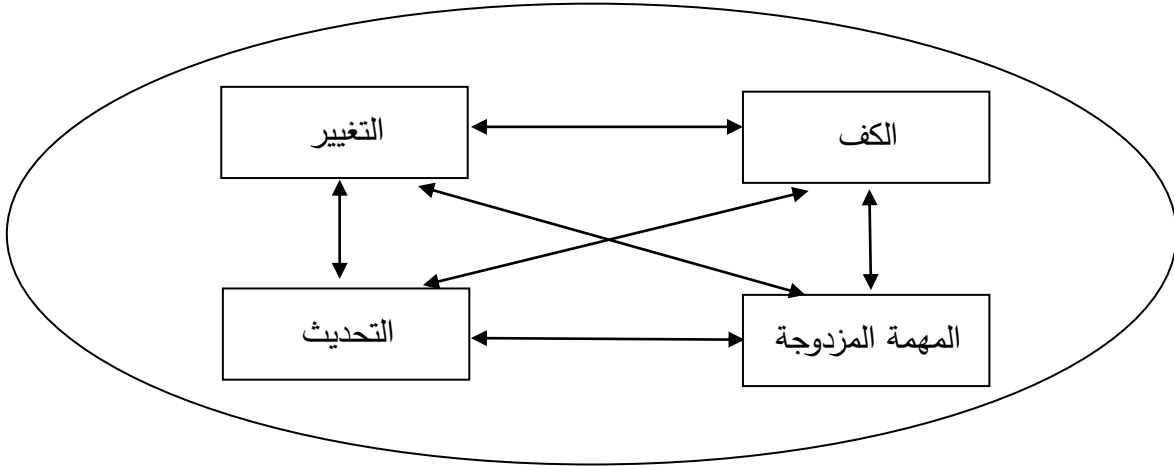 الكف
التغيير
المهمة المزدوجة
التحديث